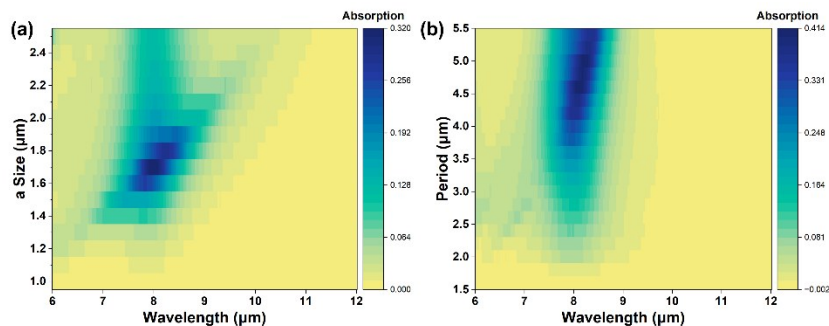 (a)
Absorption
a Size (μm)
2.4
2.2
2.0
1.8
1.6
1.4
1.2
1.0
6 7 8 9 10 11 12
Wavelength (μm)
0.320
0.256
0.192
0.128
0.064
0.000
(b)
Absorption
Period (μm)
5.5
5.0
4.5
4.0
3.5
3.0
2.5
2.0
1.5
6 7 8 9 10 11 12
Wavelength (μm)
0.414
0.331
0.248
0.164
0.081
−0.002